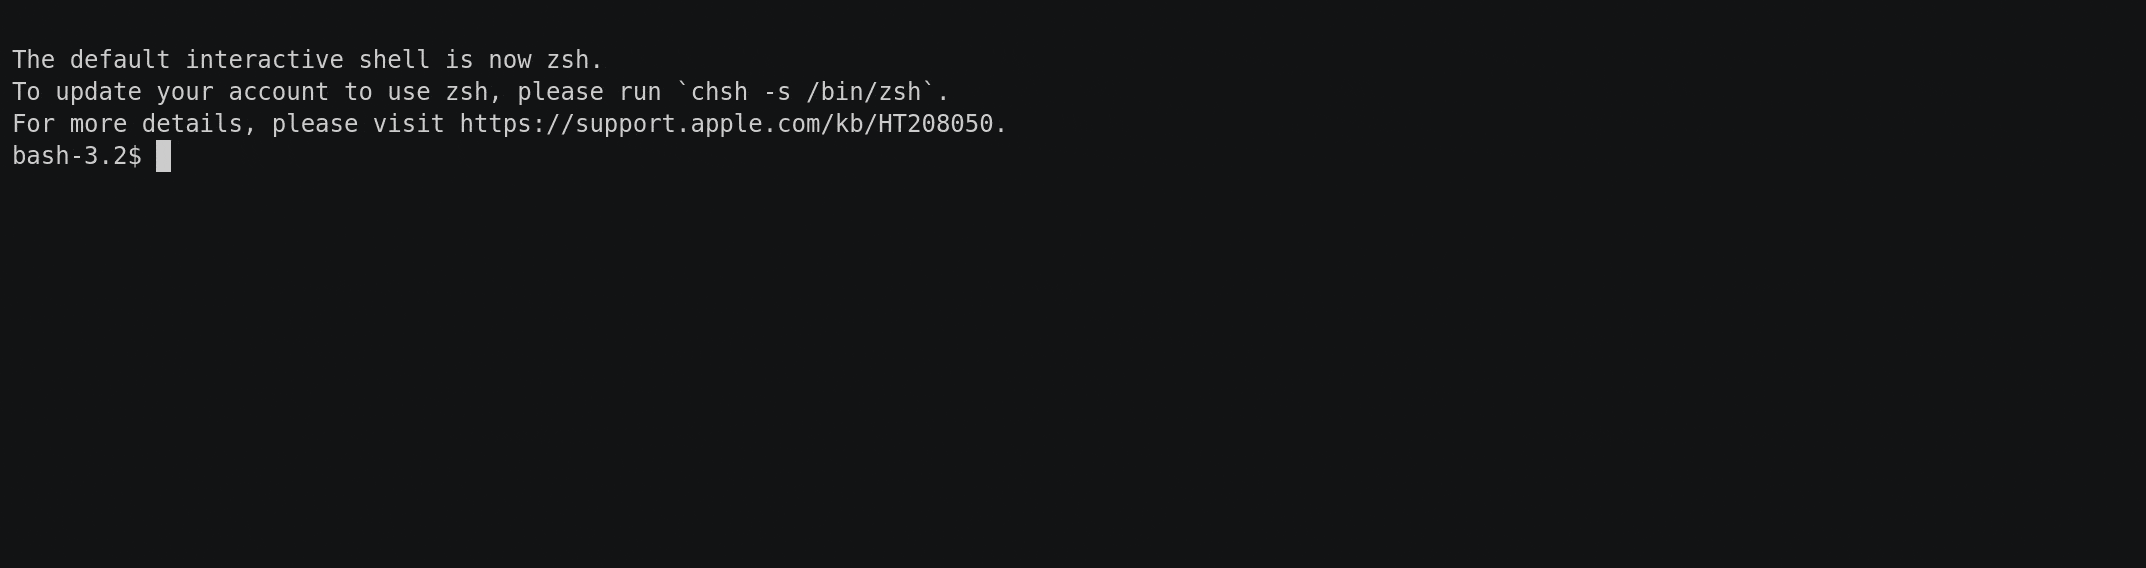 The default interactive shell is now zsh.
To update your account to use zsh, please run `chsh -s /bin/zsh`.
For more details, please visit https://support.apple.com/kb/HT208050.
bash-3.2$